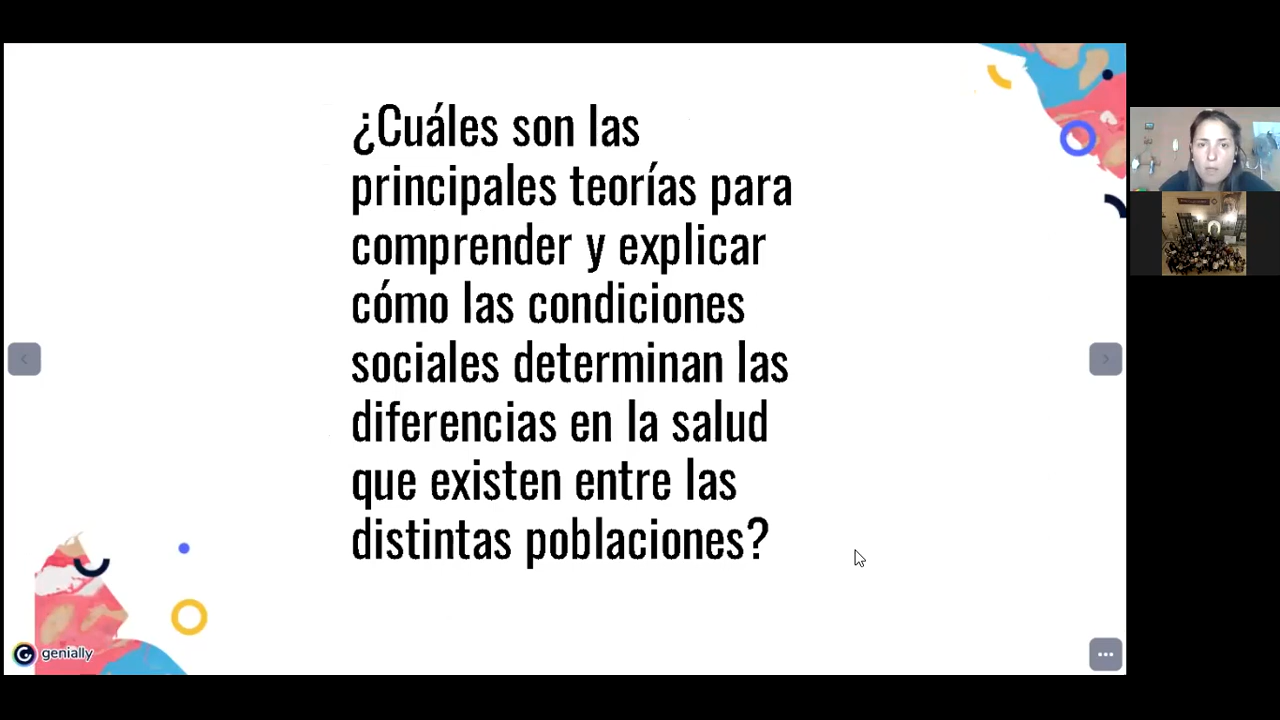 ¿Cuáles son las
principales teorías para
comprender y explicar
cómo las condiciones
sociales determinan las
diferencias en la salud
que existen entre las
distintas poblaciones?
genially